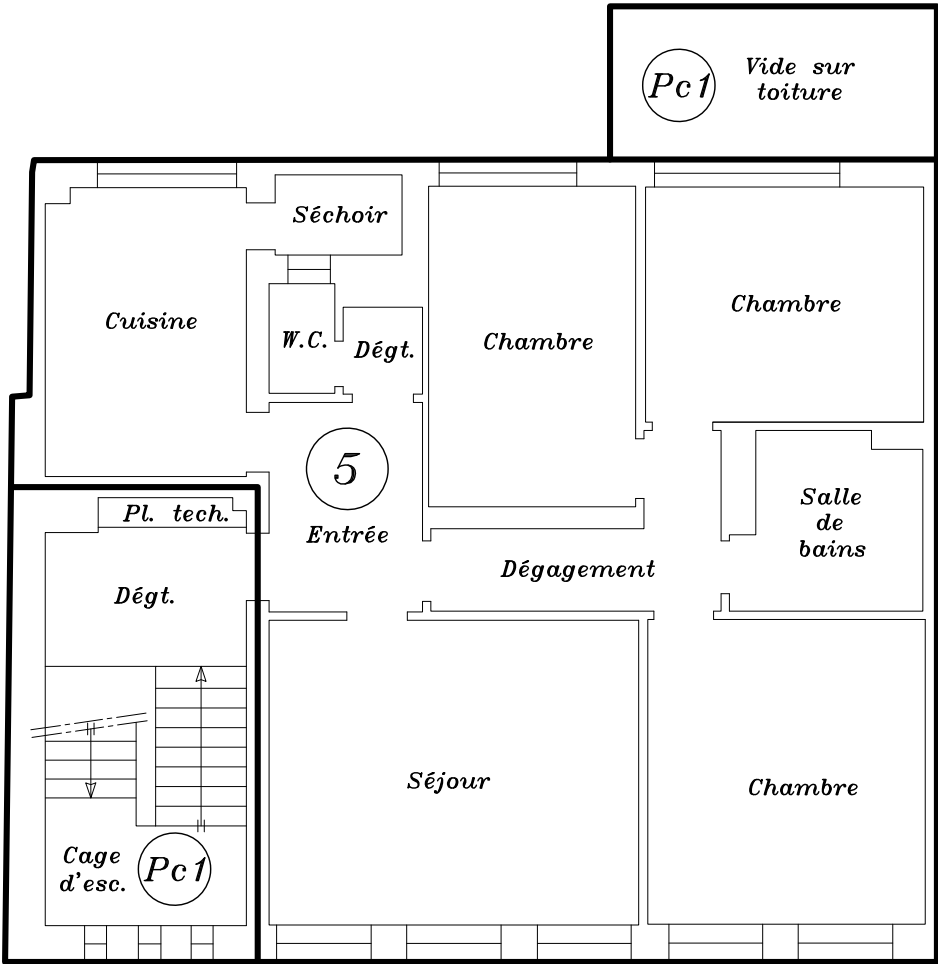 Pc1
Vide sur
toiture
Séchoir
Cuisine
W.C.
Dégt.
Chambre
Chambre
5
Entrée
Salle
de
bains
Pl. tech.
Dégagement
Dégt.
Séjour
Chambre
Cage
d'esc.
Pc1